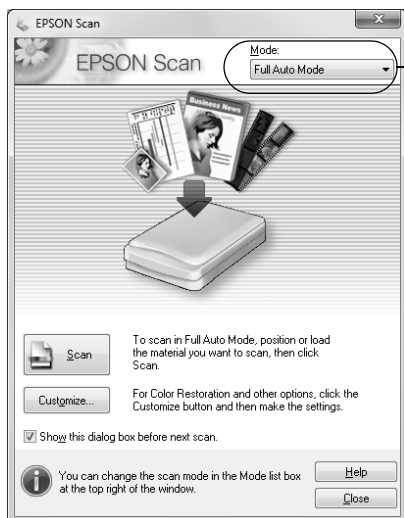 EPSON Scan
EPSON Scan
Mode:
Full Auto Mode
Business News
Scan
To scan in Full Auto Mode, position or load
the material you want to scan, then click
Scan.
Customize...
For Color Restoration and other options, click the
Customize button and then make the settings.
Show this dialog box before next scan.
You can change the scan mode in the Mode list box
at the top right of the window.
Help
Close